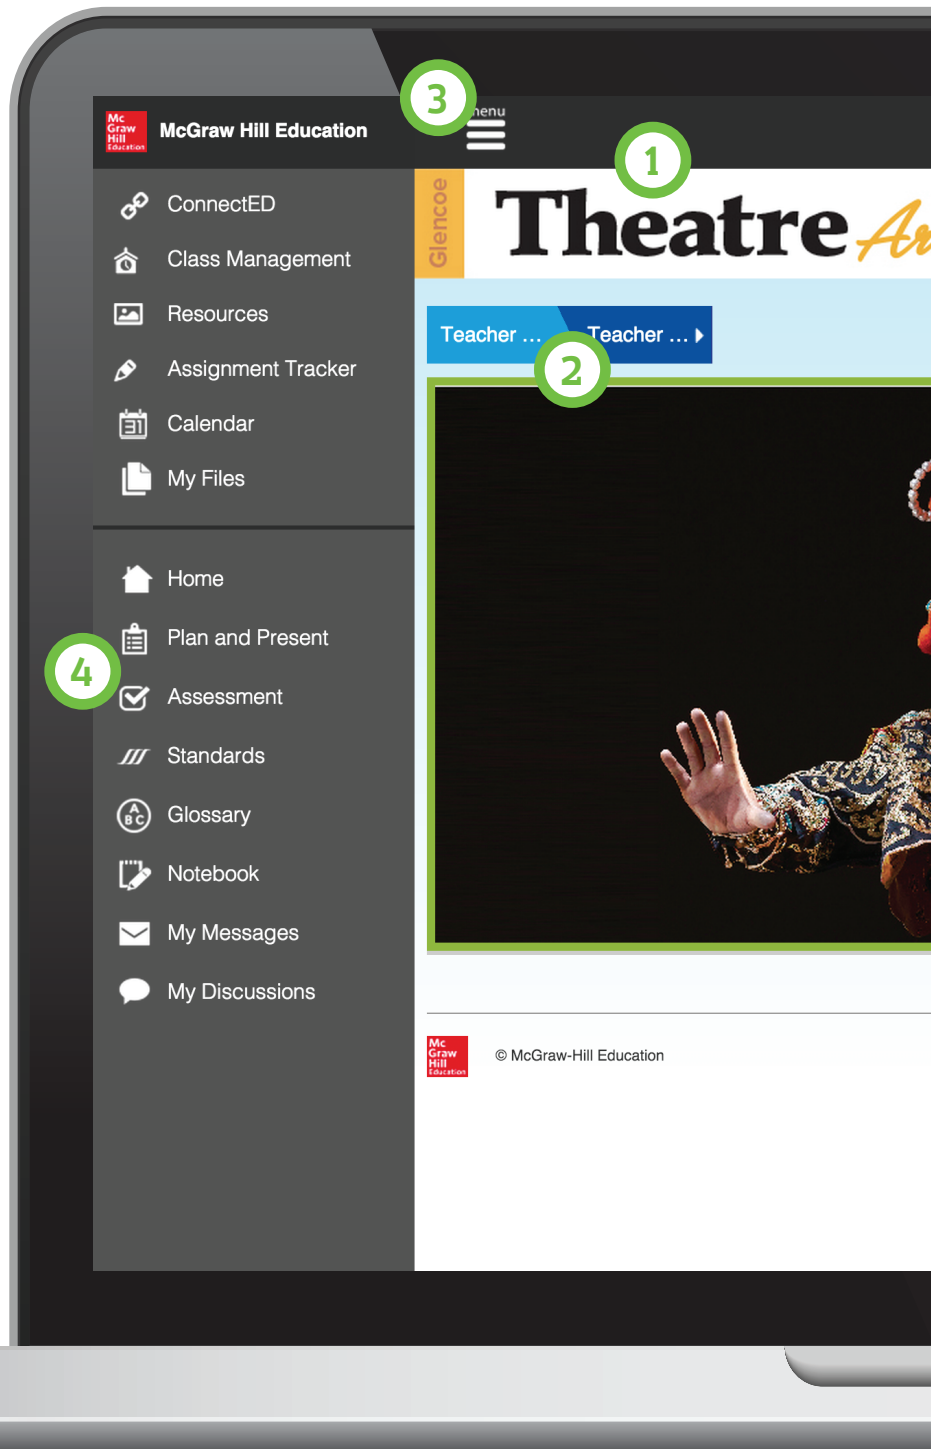 3
menu
Mc
Graw
Hill
Education
McGraw Hill Education
1
Glencoe
Theatre Ar
ConnectED
Class Management
Resources
Assignment Tracker
31
Calendar
My Files
Teacher ...
Teacher ...
2
Home
Plan and Present
4
Assessment
Standards
A
B C
Glossary
Notebook
My Messages
My Discussions
Mc
Graw
Hill
Education
© McGraw-Hill Education